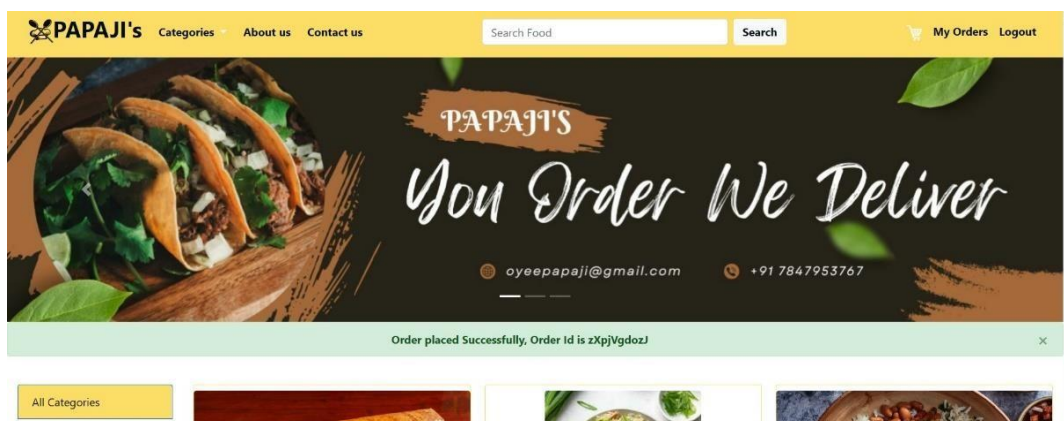 PAPAJI's Categories About us Contact us Search Food Search My Orders Logout
PAPAJI'S
You Order We Deliver
oyeepapaji@gmail.com +91 7847953767
Order placed Successfully, Order Id is zXpjVgdozJ ×
All Categories